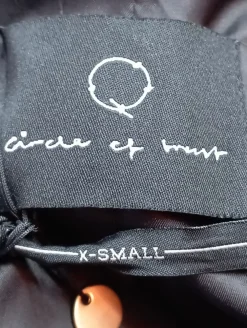 circle of trust
X-SMALL